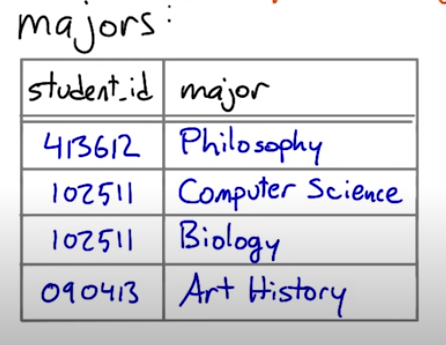 majors:
student_id major
413612 Philosophy
102511 Computer Science
102511 Biology
090413 Art History